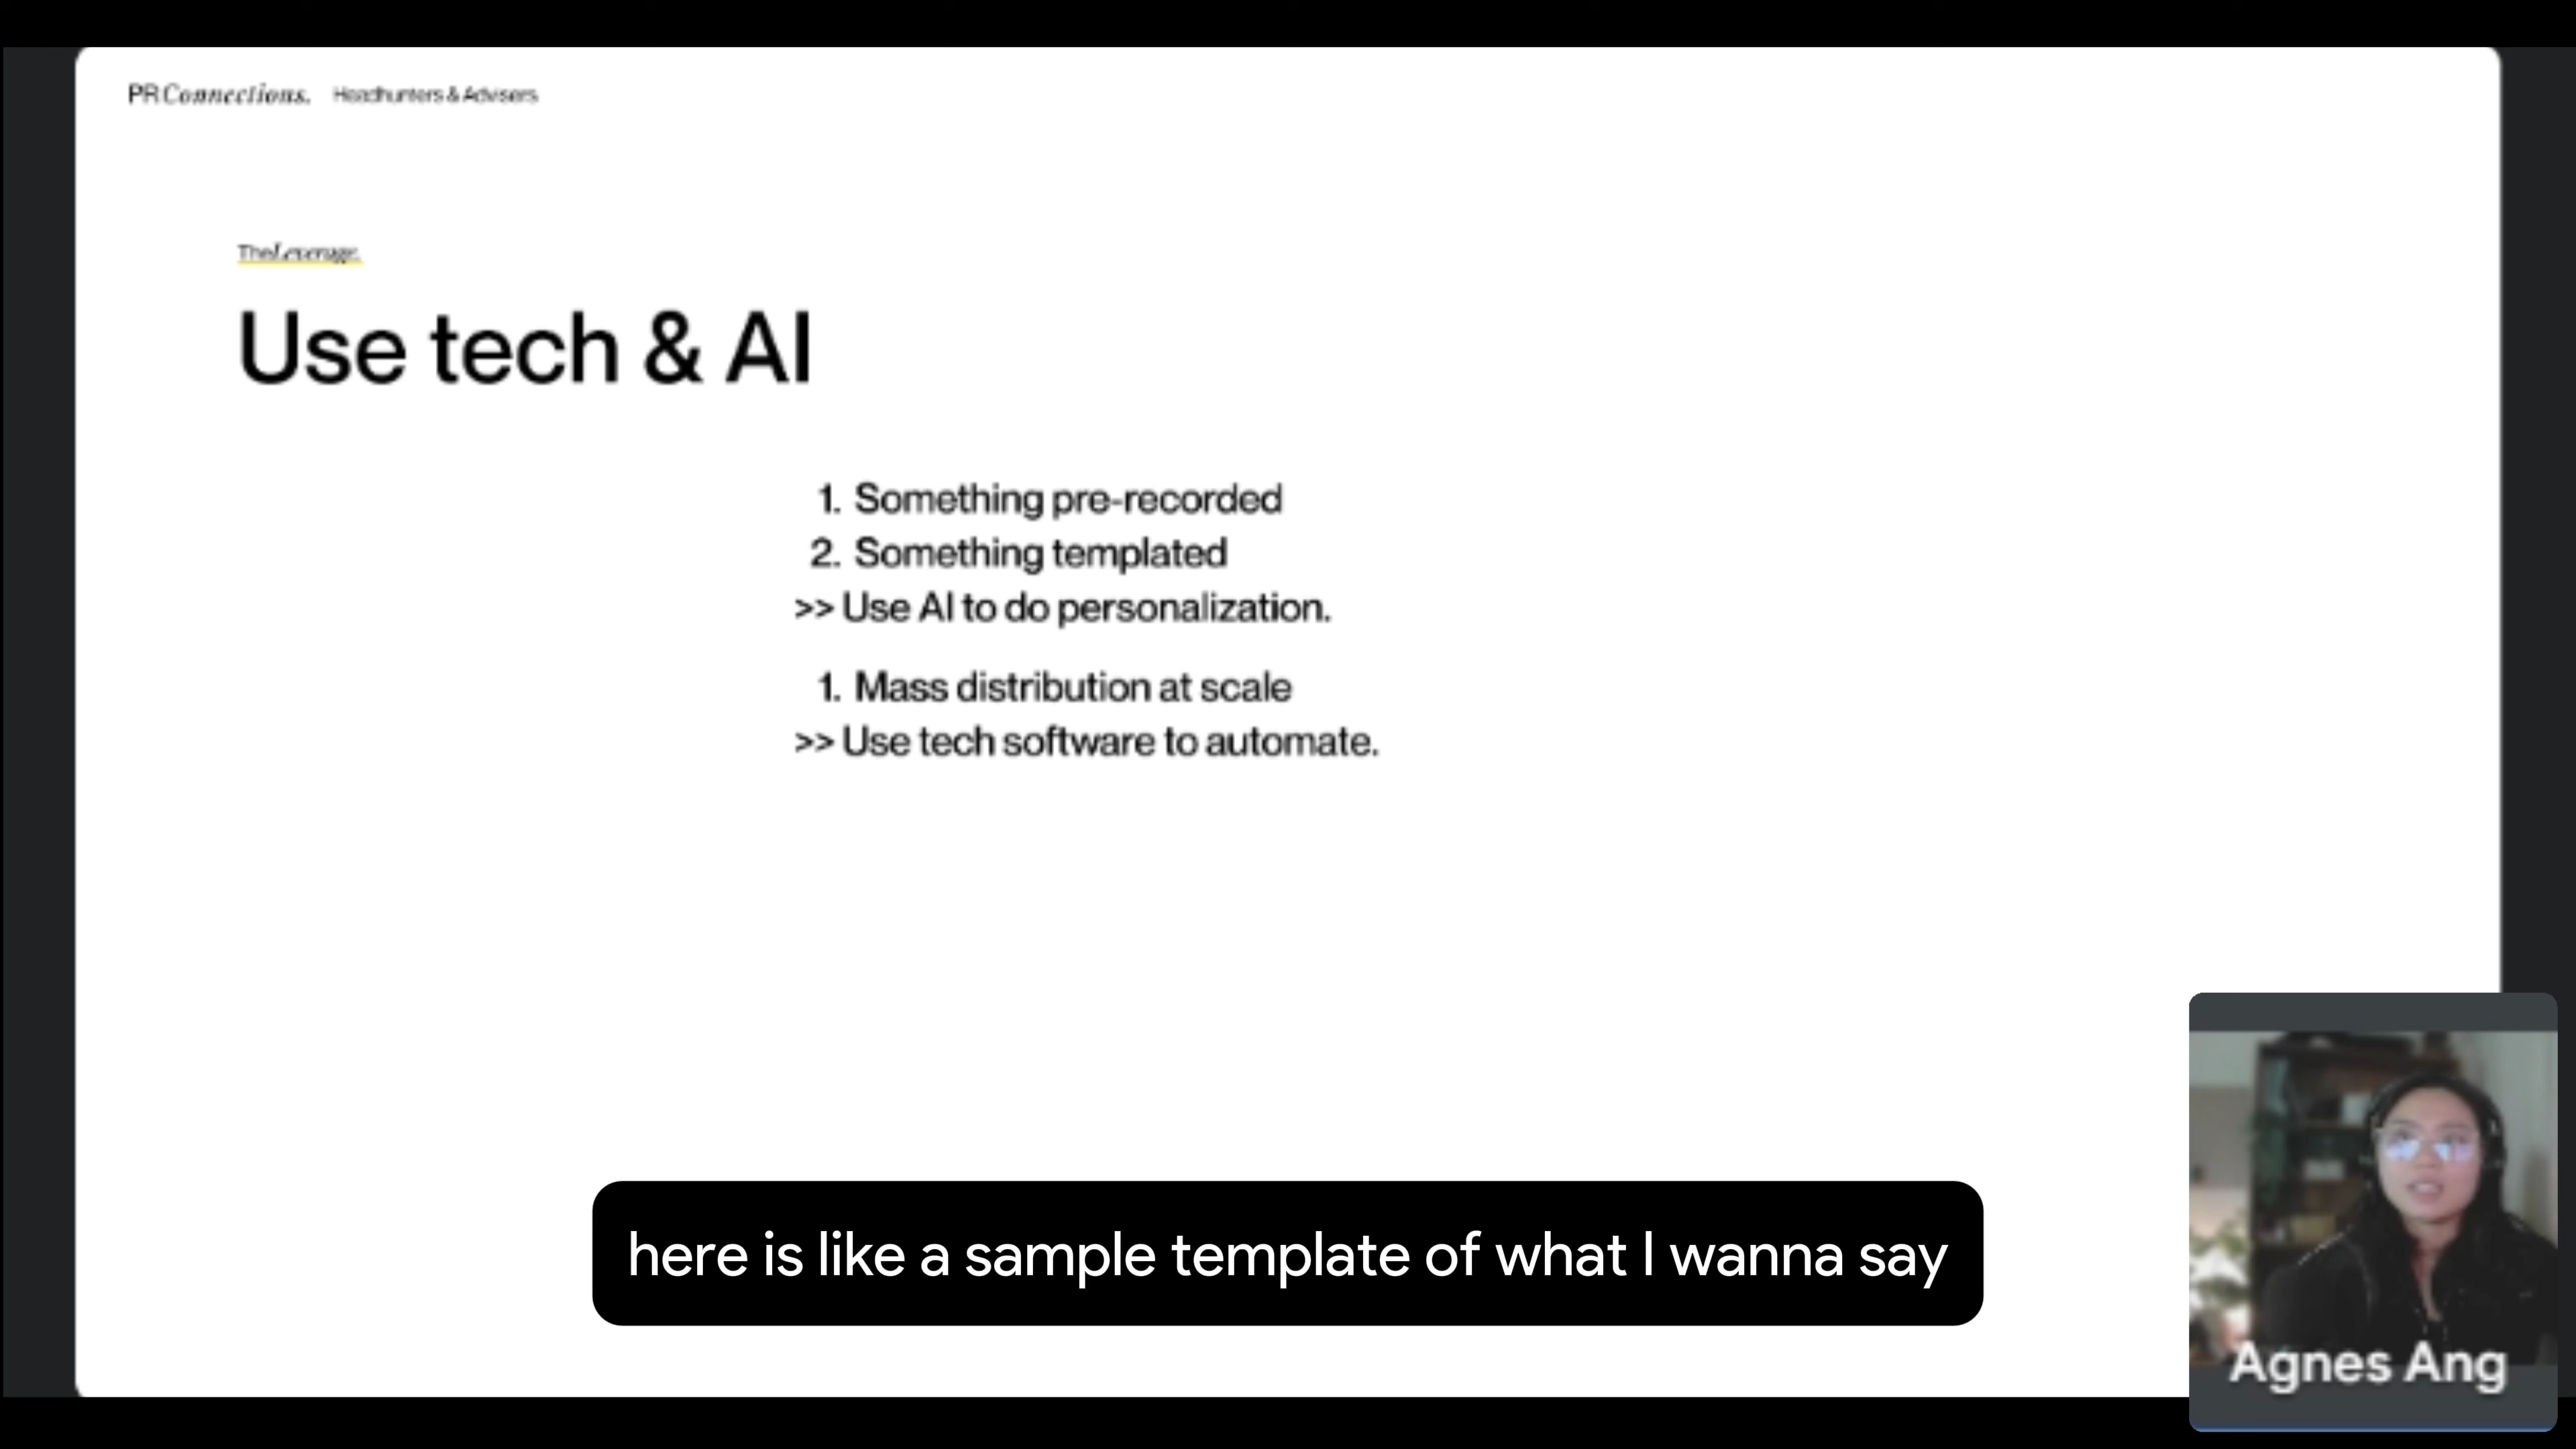 PR Connections. Headhunters & Advisers
The Leverage.
Use tech & AI
1. Something pre-recorded
2. Something templated
>> Use AI to do personalization.
1. Mass distribution at scale
>> Use tech software to automate.
here is like a sample template of what I wanna say
Agnes Ang